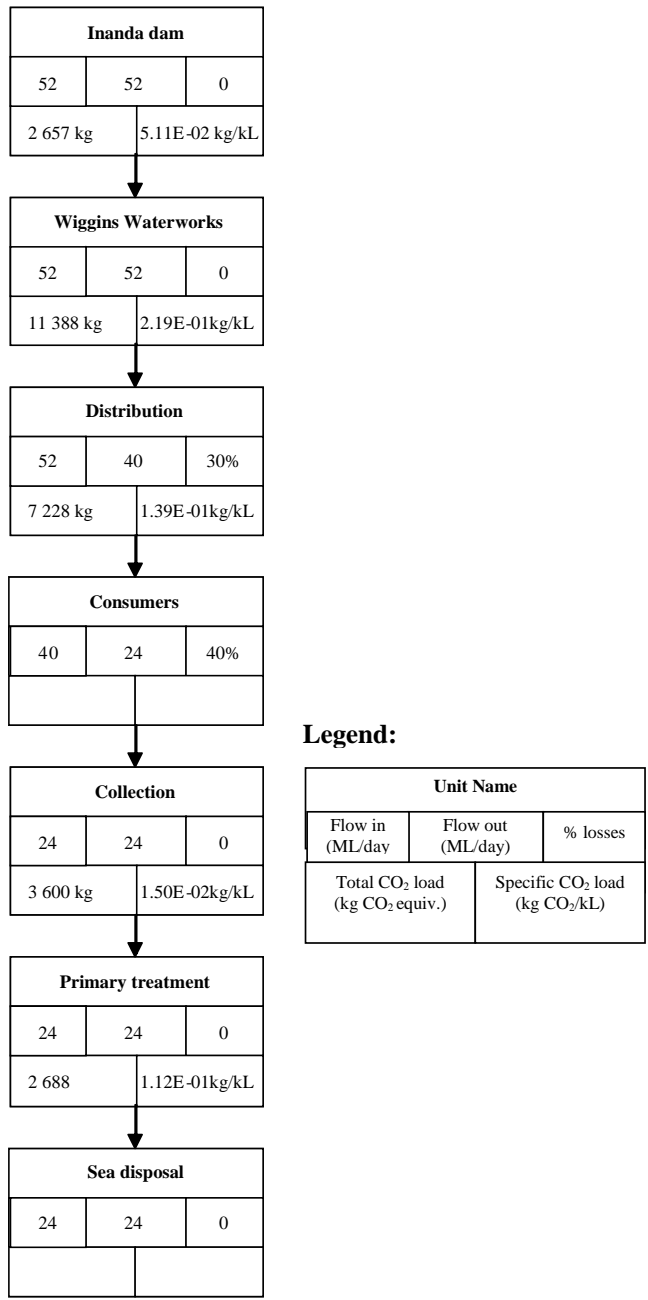 Inanda dam
52 52 0
2 657 kg 5.11E-02 kg/kL
Wiggins Waterworks
52 52 0
11 388 kg 2.19E-01kg/kL
Distribution
52 40 30%
7 228 kg 1.39E-01kg/kL
Consumers
40 24 40%
Collection
24 24 0
3 600 kg 1.50E-02kg/kL
Primary treatment
24 24 0
2 688 1.12E-01kg/kL
Sea disposal
24 24 0
Legend:
Unit Name
Flow in Flow out % losses
(ML/day (ML/day)
Total CO₂ load Specific CO₂ load
(kg CO₂ equiv.) (kg CO₂/kL)